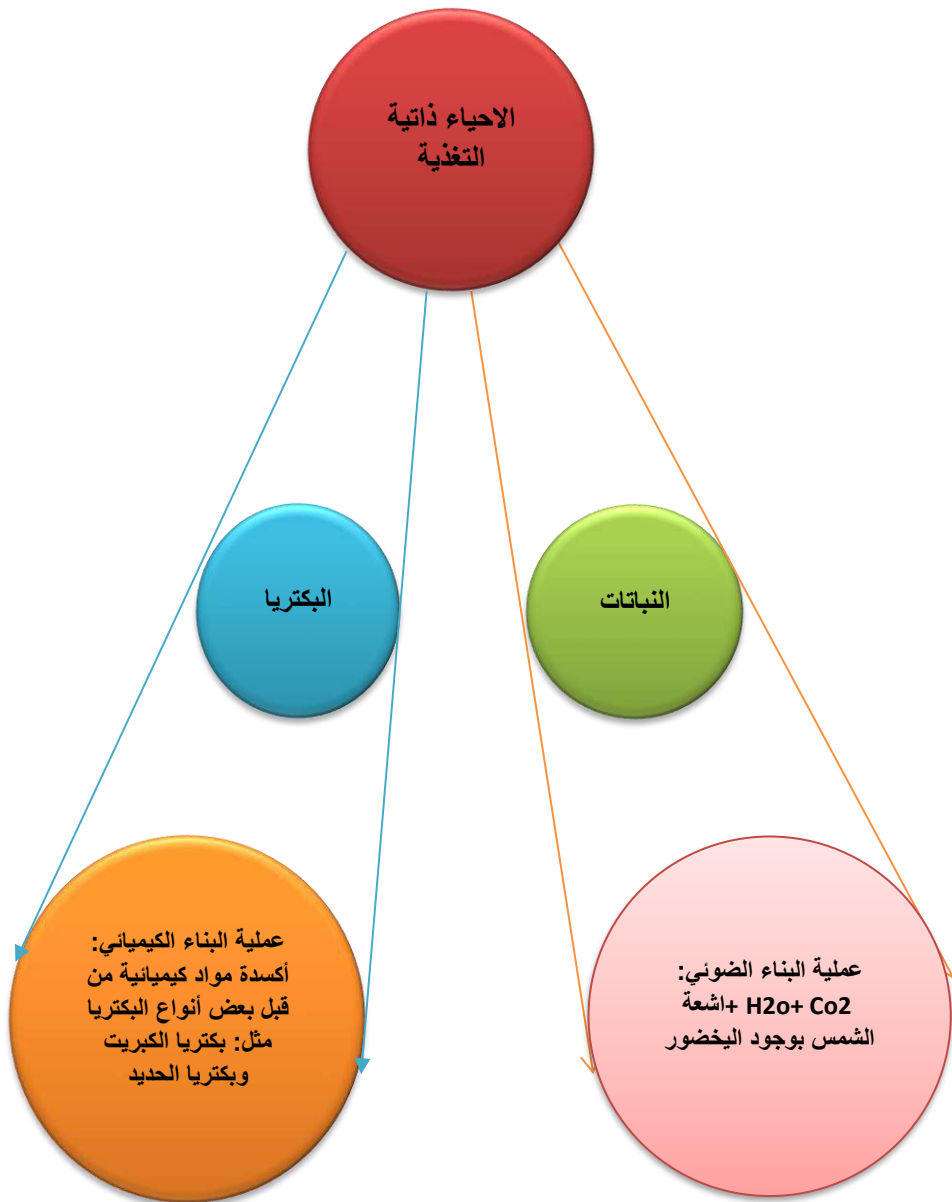 الاحياء ذاتية
التغذية
النباتات
البكتريا
عملية البناء الضوئي:
H2o+ Co2 +اشعة
الشمس بوجود اليخضور
عملية البناء الكيميائي:
أكسدة مواد كيميائية من
قبل بعض أنواع البكتريا
مثل: بكتريا الكبريت
وبكتريا الحديد